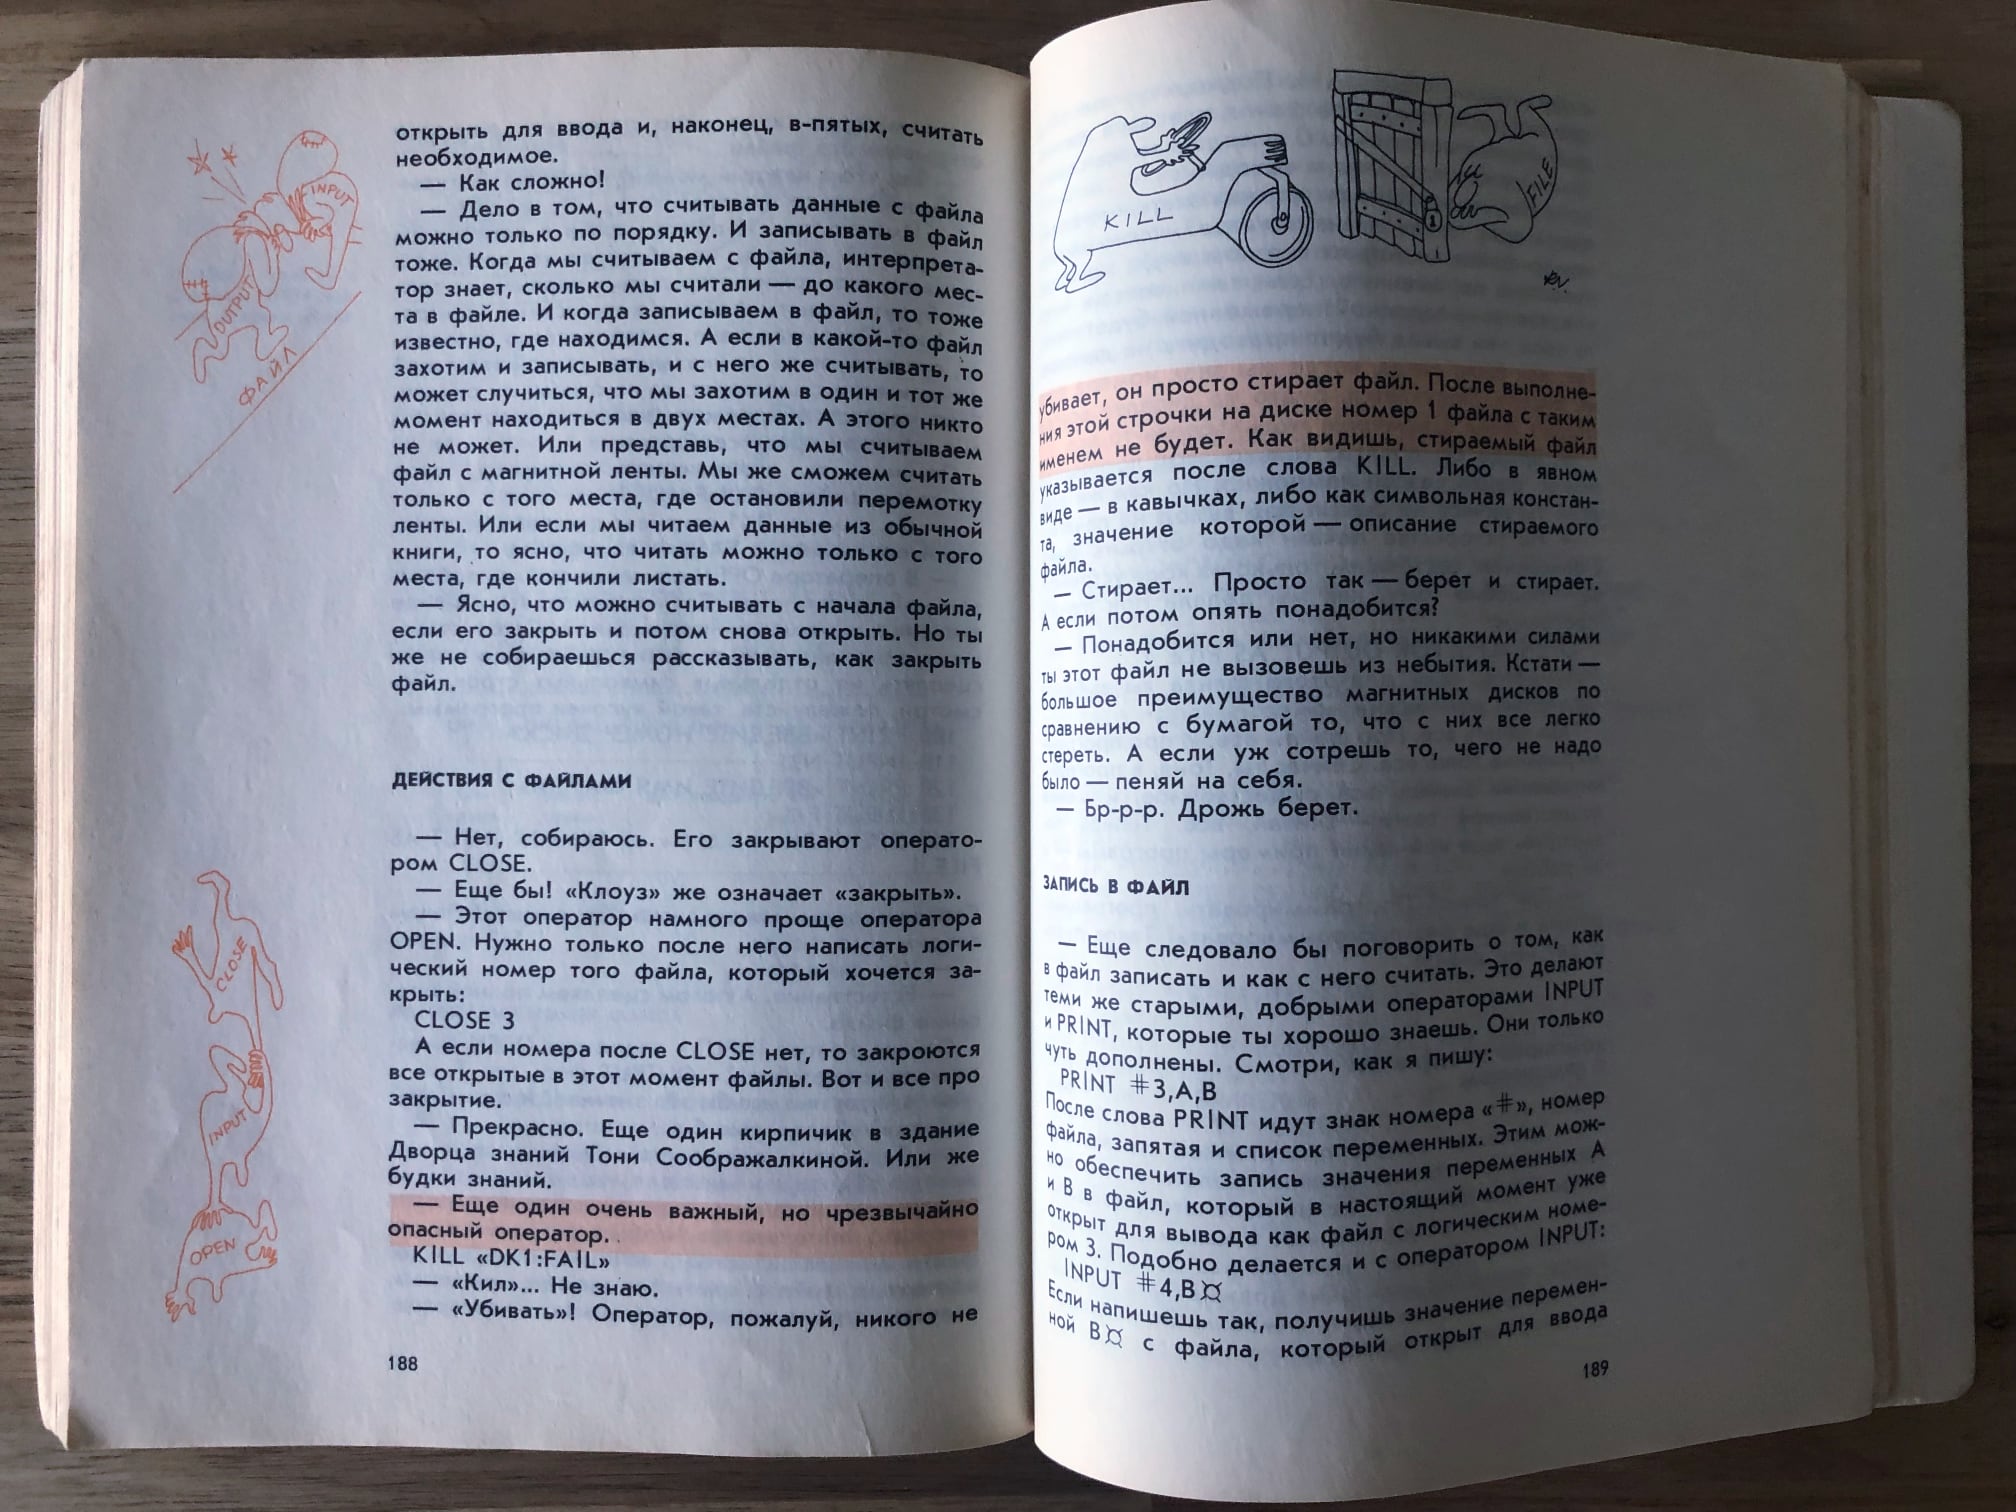 INPUT
OUTPUT
ФАЙЛ
открыть для ввода и, наконец, в-пятых, считать
необходимое.
— Как сложно!
— Дело в том, что считывать данные с файла
можно только по порядку. И записывать в файл
тоже. Когда мы считываем с файла, интерпрета-
тор знает, сколько мы считали — до какого мес-
та в файле. И когда записываем в файл, то тоже
известно, где находимся. А если в какой-то файл
захотим и записывать, и с него же считывать, то
может случиться, что мы захотим в один и тот же
момент находиться в двух местах. А этого никто
не может. Или представь, что мы считываем
файл с магнитной ленты. Мы же сможем считать
только с того места, где остановили перемотку
ленты. Или если мы читаем данные из обычной
книги, то ясно, что читать можно только с того
места, где кончили листать.
— Ясно, что можно считывать с начала файла,
если его закрыть и потом снова открыть. Но ты
же не собираешься рассказывать, как закрыть
файл.
ДЕЙСТВИЯ С ФАЙЛАМИ
— Нет, собираюсь. Его закрывают операто-
ром CLOSE.
— Еще бы! «Клоуз» же означает «закрыть».
— Этот оператор намного проще оператора
OPEN. Нужно только после него написать логи-
ческий номер того файла, который хочется за-
крыть:
CLOSE 3
А если номера после CLOSE нет, то закроются
все открытые в этот момент файлы. Вот и все про
закрытие.
— Прекрасно. Еще один кирпичик в здание
Дворца знаний Тони Соображалкиной. Или же
будки знаний.
— Еще один очень важный, но чрезвычайно
опасный оператор.
KILL «DK1:FAIL»
— «Кил»... Не знаю.
— «Убивать»! Оператор, пожалуй, никого не
CLOSE
INPUT
OPEN
188
KILL
FILE
убивает, он просто стирает файл. После выполне-
ния этой строчки на диске номер 1 файла с таким
именем не будет. Как видишь, стираемый файл
указывается после слова KILL. Либо в явном
виде — в кавычках, либо как символьная констан-
та, значение которой — описание стираемого
файла.
— Стирает... Просто так — берет и стирает.
А если потом опять понадобится?
— Понадобится или нет, но никакими силами
ты этот файл не вызовешь из небытия. Кстати —
большое преимущество магнитных дисков по
сравнению с бумагой то, что с них все легко
стереть. А если уж сотрешь то, чего не надо
было — пеняй на себя.
— Бр-р-р. Дрожь берет.
ЗАПИСЬ В ФАЙЛ
— Еще следовало бы поговорить о том, как
в файл записать и как с него считать. Это делают
теми же старыми, добрыми операторами INPUT
и PRINT, которые ты хорошо знаешь. Они только
чуть дополнены. Смотри, как я пишу:
PRINT #3,A,B
После слова PRINT идут знак номера «#», номер
файла, запятая и список переменных. Этим мож-
но обеспечить запись значения переменных A
и B в файл, который в настоящий момент уже
открыт для вывода как файл с логическим номе-
ром 3. Подобно делается и с оператором INPUT:
INPUT #4,B¤
Если напишешь так, получишь значение перемен-
ной B¤ с файла, который открыт для ввода
189